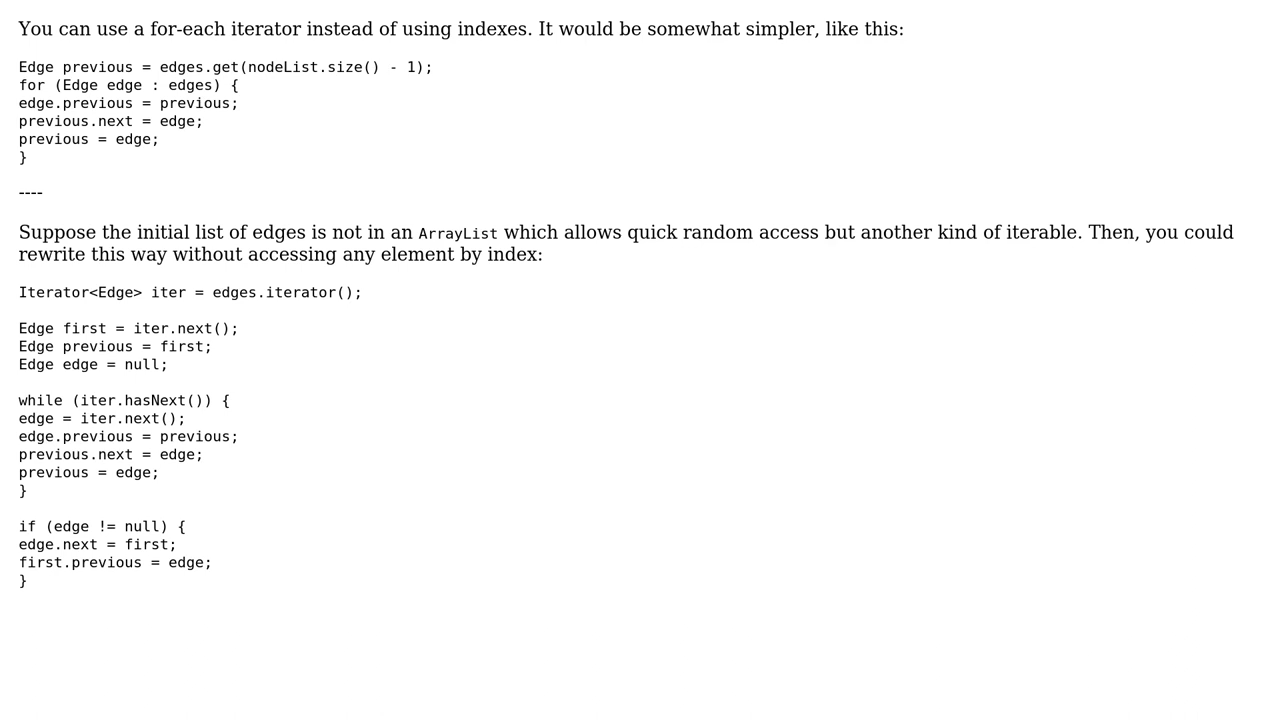 You can use a for-each iterator instead of using indexes. It would be somewhat simpler, like this:
Edge previous = edges.get(nodeList.size() - 1);
for (Edge edge : edges) {
edge.previous = previous;
previous.next = edge;
previous = edge;
}
----
Suppose the initial list of edges is not in an ArrayList which allows quick random access but another kind of iterable. Then, you could
rewrite this way without accessing any element by index:
Iterator<Edge> iter = edges.iterator();
Edge first = iter.next();
Edge previous = first;
Edge edge = null;
while (iter.hasNext()) {
edge = iter.next();
edge.previous = previous;
previous.next = edge;
previous = edge;
}
if (edge != null) {
edge.next = first;
first.previous = edge;
}